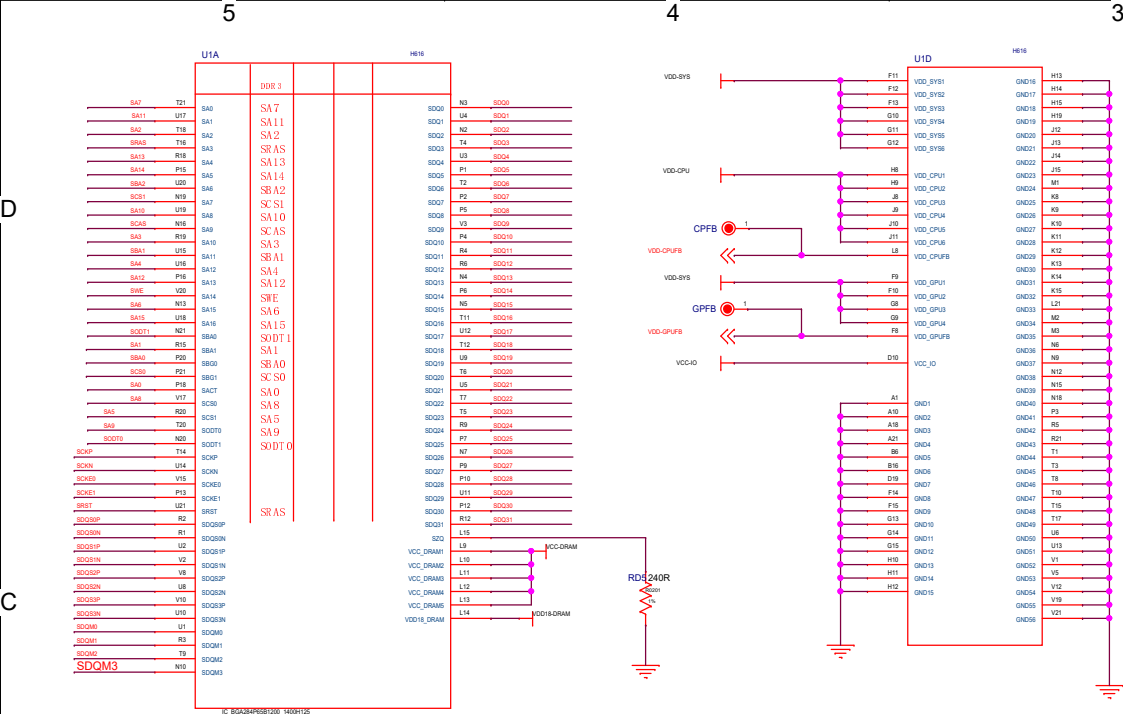 5 4 3
D
C
U1A H616
DDR3
SA7 T21 SA0 SA7 SDQ0 N3 SDQ0
SA11 U17 SA1 SA11 SDQ1 U4 SDQ1
SA2 T18 SA2 SA2 SDQ2 N2 SDQ2
SRAS T16 SA3 SRAS SDQ3 T4 SDQ3
SA13 R18 SA4 SA13 SDQ4 U3 SDQ4
SA14 P15 SA5 SA14 SDQ5 P1 SDQ5
SBA2 U20 SA6 SBA2 SDQ6 T2 SDQ6
SCS1 N19 SA7 SCS1 SDQ7 P2 SDQ7
SA10 U19 SA8 SA10 SDQ8 P5 SDQ8
SCAS N16 SA9 SCAS SDQ9 V3 SDQ9
SA3 R19 SA10 SA3 SDQ10 P4 SDQ10
SBA1 U15 SA11 SBA1 SDQ11 R4 SDQ11
SA4 U16 SA12 SA4 SDQ12 R6 SDQ12
SA12 P16 SA13 SA12 SDQ13 N4 SDQ13
SWE V20 SA14 SWE SDQ14 P6 SDQ14
SA6 N13 SA15 SA6 SDQ15 N5 SDQ15
SA15 U18 SA16 SA15 SDQ16 T11 SDQ16
SODT1 N21 SBA0 SODT1 SDQ17 U12 SDQ17
SA1 R15 SBA1 SA1 SDQ18 T12 SDQ18
SBA0 P20 SBG0 SBA0 SDQ19 U9 SDQ19
SCS0 P21 SBG1 SCS0 SDQ20 T6 SDQ20
SA0 P18 SACT SA0 SDQ21 U5 SDQ21
SA8 V17 SCS0 SA8 SDQ22 T7 SDQ22
SA5 R20 SCS1 SA5 SDQ23 T5 SDQ23
SA9 T20 SODT0 SA9 SDQ24 R9 SDQ24
SODT0 N20 SODT1 SODT0 SDQ25 P7 SDQ25
SCKP T14 SCKP SDQ26 N7 SDQ26
SCKN U14 SCKN SDQ27 P9 SDQ27
SCKE0 V15 SCKE0 SDQ28 P10 SDQ28
SCKE1 P13 SCKE1 SDQ29 U11 SDQ29
SRST U21 SRST SRAS SDQ30 P12 SDQ30
SDQS0P R2 SDQS0P SDQ31 R12 SDQ31
SDQS0N R1 SDQS0N SZQ L15
SDQS1P U2 SDQS1P VCC_DRAM1 L9 VCC-DRAM
SDQS1N V2 SDQS1N VCC_DRAM2 L10
SDQS2P V8 SDQS2P VCC_DRAM3 L11
SDQS2N U8 SDQS2N VCC_DRAM4 L12
SDQS3P V10 SDQS3P VCC_DRAM5 L13
SDQS3N U10 SDQS3N VDD18_DRAM L14 VDD18-DRAM
SDQM0 U1 SDQM0
SDQM1 R3 SDQM1
SDQM2 T9 SDQM2
SDQM3 N10 SDQM3
IC_BGA284P65B1200_1400H125
RD5 240R
R0201
1%
U1D H616
VDD-SYS F11 VDD_SYS1 GND16 H13
F12 VDD_SYS2 GND17 H14
F13 VDD_SYS3 GND18 H15
G10 VDD_SYS4 GND19 H19
G11 VDD_SYS5 GND20 J12
G12 VDD_SYS6 GND21 J13
GND22 J14
VDD-CPU H8 VDD_CPU1 GND23 J15
H9 VDD_CPU2 GND24 M1
J8 VDD_CPU3 GND25 K8
J9 VDD_CPU4 GND26 K9
CPFB 1 J10 VDD_CPU5 GND27 K10
J11 VDD_CPU6 GND28 K11
VDD-CPUFB L8 VDD_CPUFB GND29 K12
GND30 K13
VDD-SYS F9 VDD_GPU1 GND31 K14
F10 VDD_GPU2 GND32 K15
GPFB 1 G8 VDD_GPU3 GND33 L21
G9 VDD_GPU4 GND34 M2
VDD-GPUFB F8 VDD_GPUFB GND35 M3
GND36 N6
VCC-IO D10 VCC_IO GND37 N9
GND38 N12
GND39 N15
A1 GND1 GND40 N18
A10 GND2 GND41 P3
A18 GND3 GND42 R5
A21 GND4 GND43 R21
B6 GND5 GND44 T1
B16 GND6 GND45 T3
D19 GND7 GND46 T8
F14 GND8 GND47 T10
F15 GND9 GND48 T15
G13 GND10 GND49 T17
G14 GND11 GND50 U6
G15 GND12 GND51 U13
H10 GND13 GND52 V1
H11 GND14 GND53 V5
H12 GND15 GND54 V12
GND55 V19
GND56 V21